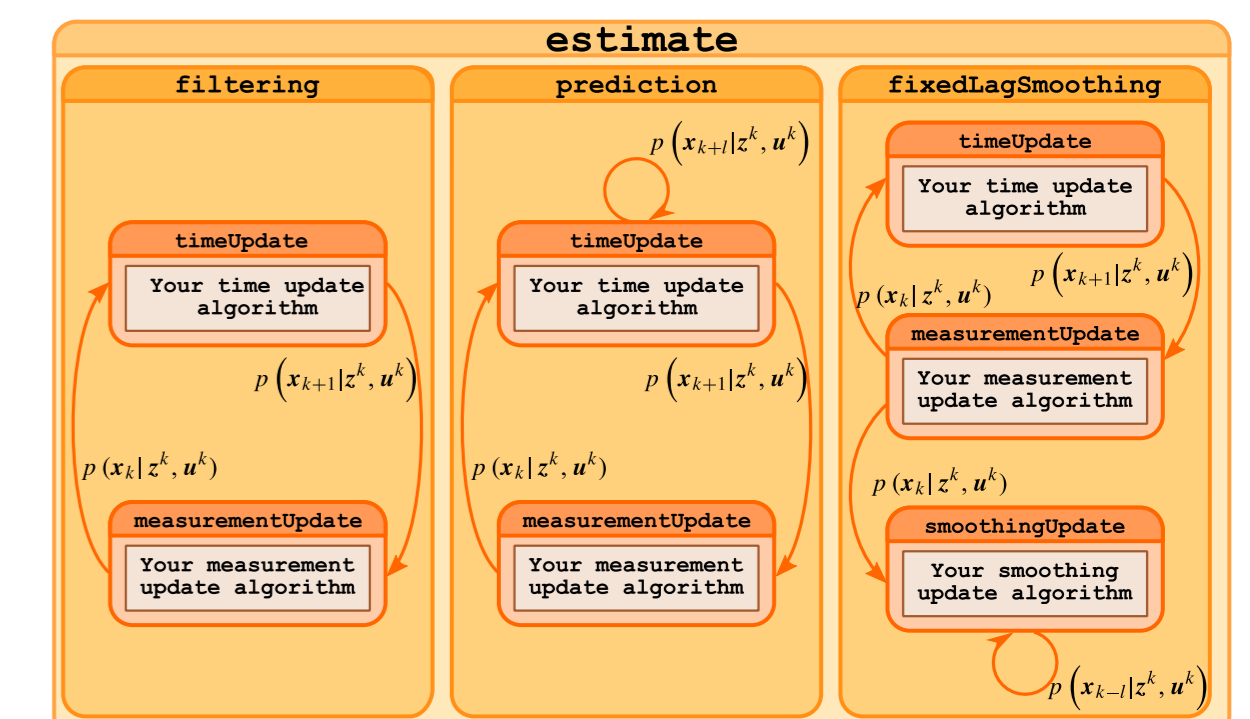 estimate
filtering
timeUpdate
Your time update
algorithm
p (x_{k+1}|z^k, u^k)
p (x_k| z^k, u^k)
measurementUpdate
Your measurement
update algorithm
prediction
p (x_{k+l}|z^k, u^k)
timeUpdate
Your time update
algorithm
p (x_{k+1}|z^k, u^k)
p (x_k| z^k, u^k)
measurementUpdate
Your measurement
update algorithm
fixedLagSmoothing
timeUpdate
Your time update
algorithm
p (x_{k+1}|z^k, u^k)
p (x_k| z^k, u^k)
measurementUpdate
Your measurement
update algorithm
p (x_k| z^k, u^k)
smoothingUpdate
Your smoothing
update algorithm
p (x_{k−l}|z^k, u^k)